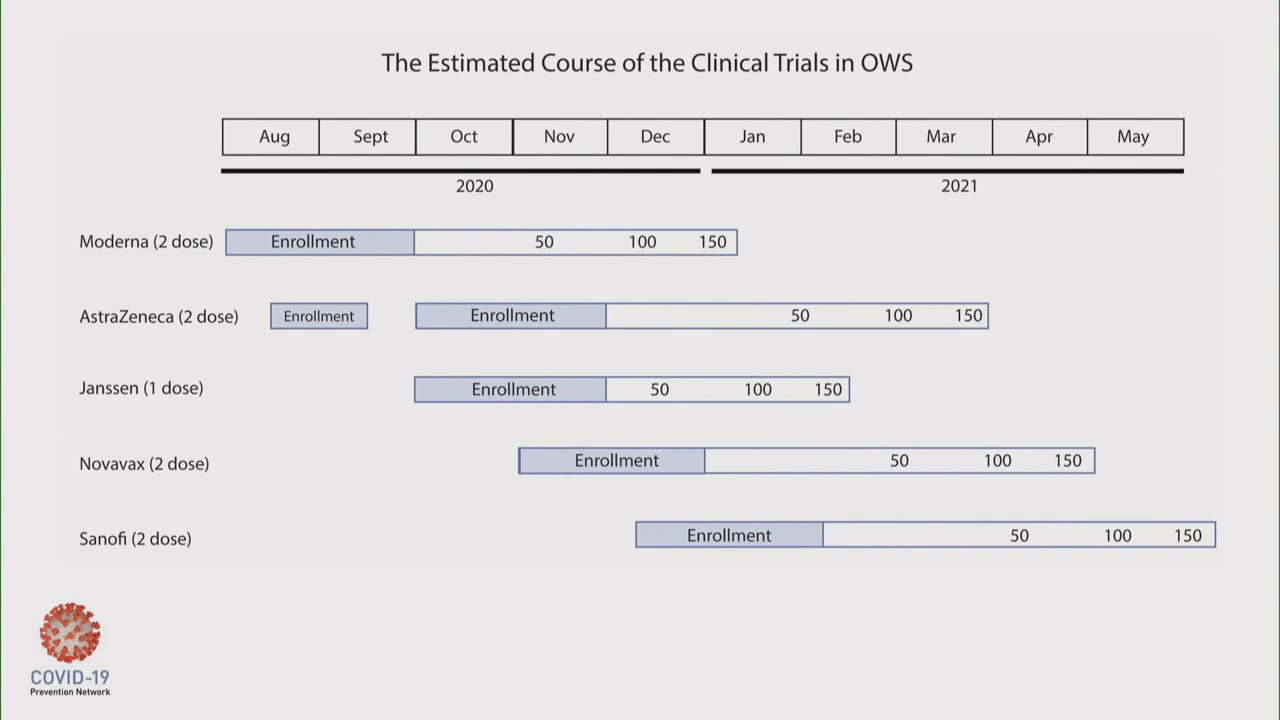 The Estimated Course of the Clinical Trials in OWS
Aug Sept Oct Nov Dec Jan Feb Mar Apr May
2020 2021
Moderna (2 dose) Enrollment 50 100 150
AstraZeneca (2 dose) Enrollment Enrollment 50 100 150
Janssen (1 dose) Enrollment 50 100 150
Novavax (2 dose) Enrollment 50 100 150
Sanofi (2 dose) Enrollment 50 100 150
COVID-19
Prevention Network